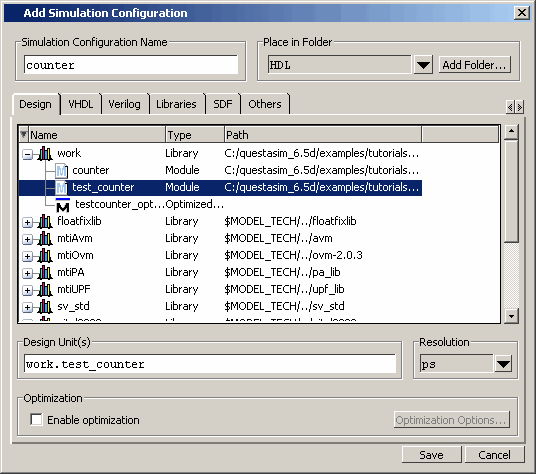 Add Simulation Configuration
Simulation Configuration Name
Place in Folder
counter
HDL
Add Folder...
Design
VHDL
Verilog
Libraries
SDF
Others
Name Type Path
work Library C:/questasim_6.5d/examples/tutorials...
counter Module C:/questasim_6.5d/examples/tutorials...
test_counter Module C:/questasim_6.5d/examples/tutorials...
testcounter_opt... Optimized...
floatfixlib Library $MODEL_TECH/../floatfixlib
mtiAvm Library $MODEL_TECH/../avm
mtiOvm Library $MODEL_TECH/../ovm-2.0.3
mtiPA Library $MODEL_TECH/../pa_lib
mtiUPF Library $MODEL_TECH/../upf_lib
sv_std Library $MODEL_TECH/../sv_std
Design Unit(s)
Resolution
work.test_counter
ps
Optimization
Enable optimization
Optimization Options...
Save
Cancel